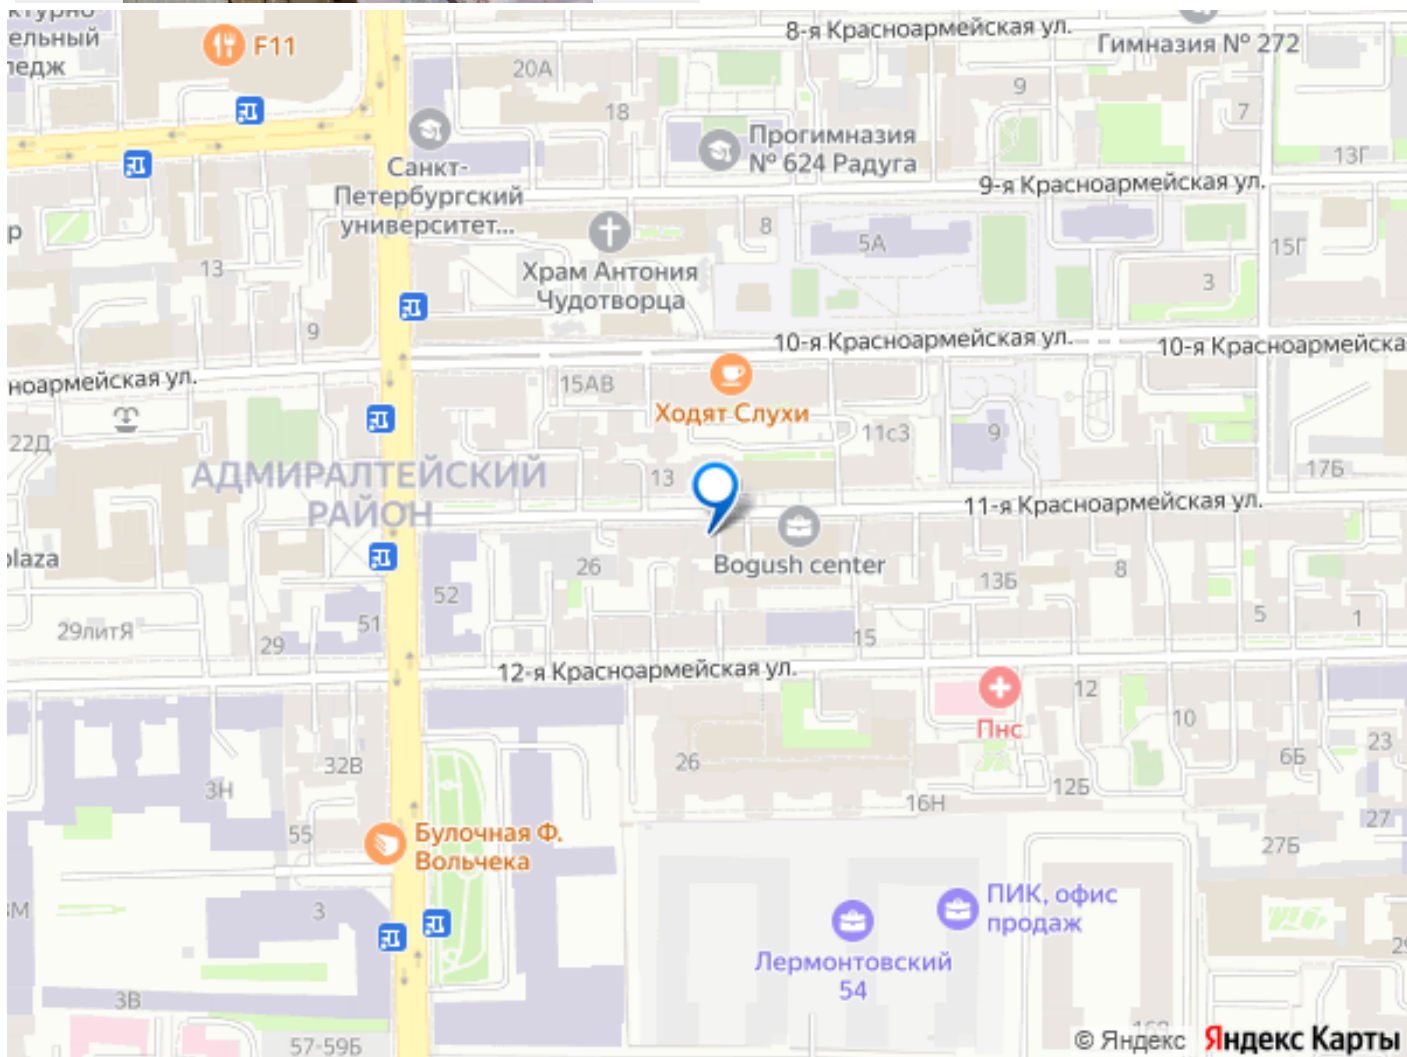 ельный
F11
8-я Красноармейская ул.
Гимназия № 272
20А
18
9
7
Прогимназия
№ 624 Радуга
13Г
Санкт-
Петербургский
университет...
9-я Красноармейская ул.
р
8
5А
15Г
13
Храм Антония
Чудотворца
3
9
10-я Красноармейская ул.
10-я Красноармейска
ноармейская ул.
15АВ
Ходят Слухи
22Д
11с3
9
АДМИРАЛТЕЙСКИЙ
РАЙОН
13
17Б
11-я Красноармейская ул.
plaza
26
Bogush center
13Б
8
52
5
1
29литЯ
51
29
15
12-я Красноармейская ул.
12
Пнс
10
23
26
6Б
32В
3Н
12Б
16Н
27
55
Булочная Ф.
Вольчека
27Б
3
ПИК, офис
продаж
Лермонтовский
54
3В
57-59Б
© Яндекс Яндекс Карты